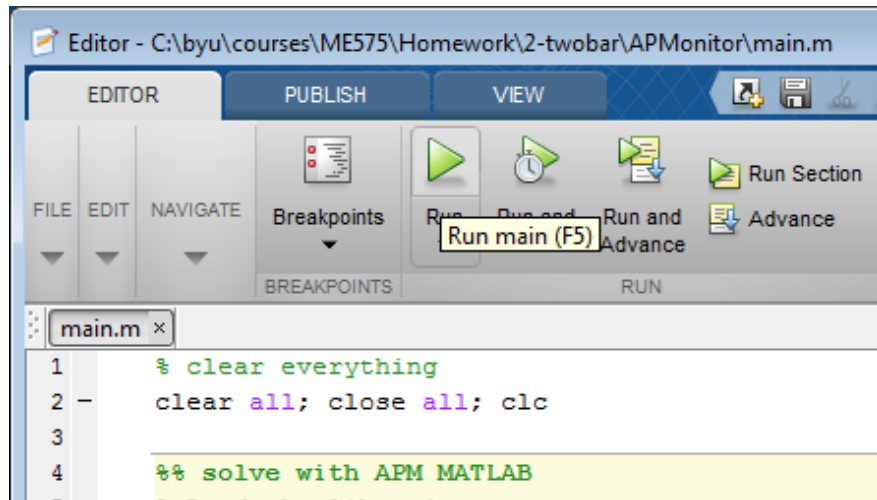 Editor - C:\byu\courses\ME575\Homework\2-twobar\APMonitor\main.m
EDITOR PUBLISH VIEW
FILE EDIT NAVIGATE Breakpoints Run Run and Run and Advance Run Section Advance
Run main (F5)
BREAKPOINTS RUN
main.m ×
1 % clear everything
2 – clear all; close all; clc
3
4 %% solve with APM MATLAB